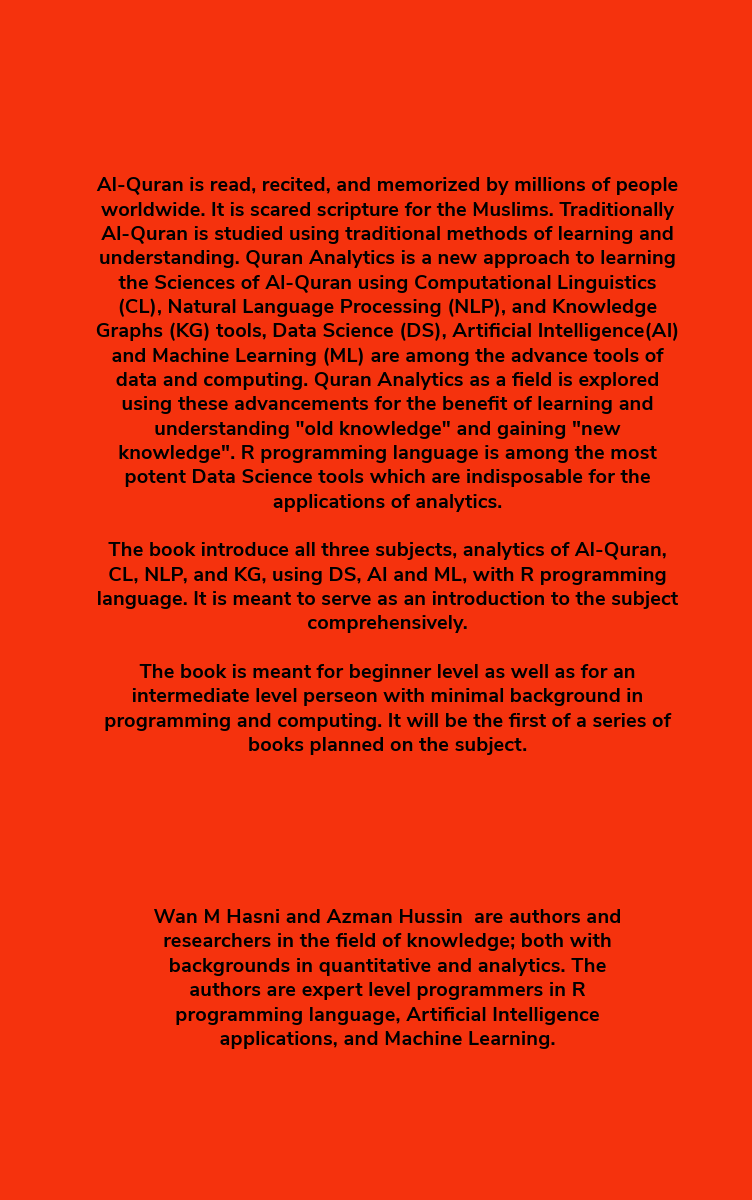 Al-Quran is read, recited, and memorized by millions of people
worldwide. It is scared scripture for the Muslims. Traditionally
Al-Quran is studied using traditional methods of learning and
understanding. Quran Analytics is a new approach to learning
the Sciences of Al-Quran using Computational Linguistics
(CL), Natural Language Processing (NLP), and Knowledge
Graphs (KG) tools, Data Science (DS), Artificial Intelligence(AI)
and Machine Learning (ML) are among the advance tools of
data and computing. Quran Analytics as a field is explored
using these advancements for the benefit of learning and
understanding "old knowledge" and gaining "new
knowledge". R programming language is among the most
potent Data Science tools which are indisposable for the
applications of analytics.
The book introduce all three subjects, analytics of Al-Quran,
CL, NLP, and KG, using DS, AI and ML, with R programming
language. It is meant to serve as an introduction to the subject
comprehensively.
The book is meant for beginner level as well as for an
intermediate level perseon with minimal background in
programming and computing. It will be the first of a series of
books planned on the subject.
Wan M Hasni and Azman Hussin  are authors and
researchers in the field of knowledge; both with
backgrounds in quantitative and analytics. The
authors are expert level programmers in R
programming language, Artificial Intelligence
applications, and Machine Learning.